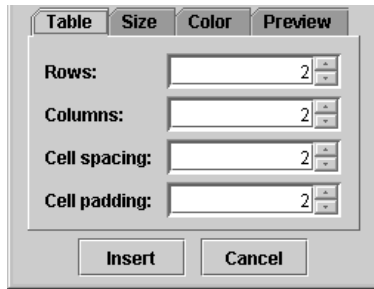 Table Size Color Preview
Rows: 2
Columns: 2
Cell spacing: 2
Cell padding: 2
Insert Cancel